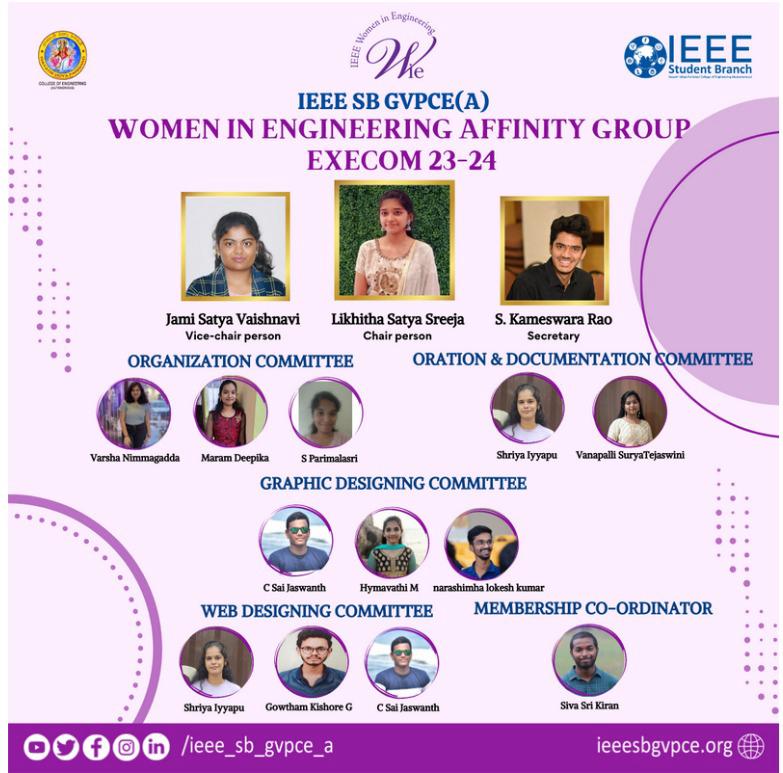 COLLEGE OF ENGINEERING
(AUTONOMOUS)
IEEE Women in Engineering
Wie
IEEE
Student Branch
IEEE SB GVPCE(A)
WOMEN IN ENGINEERING AFFINITY GROUP
EXECOM 23-24
Jami Satya Vaishnavi
Vice-chair person
Likhitha Satya Sreeja
Chair person
S. Kameswara Rao
Secretary
ORGANIZATION COMMITTEE
Varsha Nimmagadda
Maram Deepika
S Parimalasri
ORATION & DOCUMENTATION COMMITTEE
Shriya Iyyapu
Vanapalli SuryaTejaswini
GRAPHIC DESIGNING COMMITTEE
C Sai Jaswanth
Hymavathi M
narashimha lokesh kumar
WEB DESIGNING COMMITTEE
Shriya Iyyapu
Gowtham Kishore G
C Sai Jaswanth
MEMBERSHIP CO-ORDINATOR
Siva Sri Kiran
/ieee_sb_gvpce_a
ieeesbgvpce.org